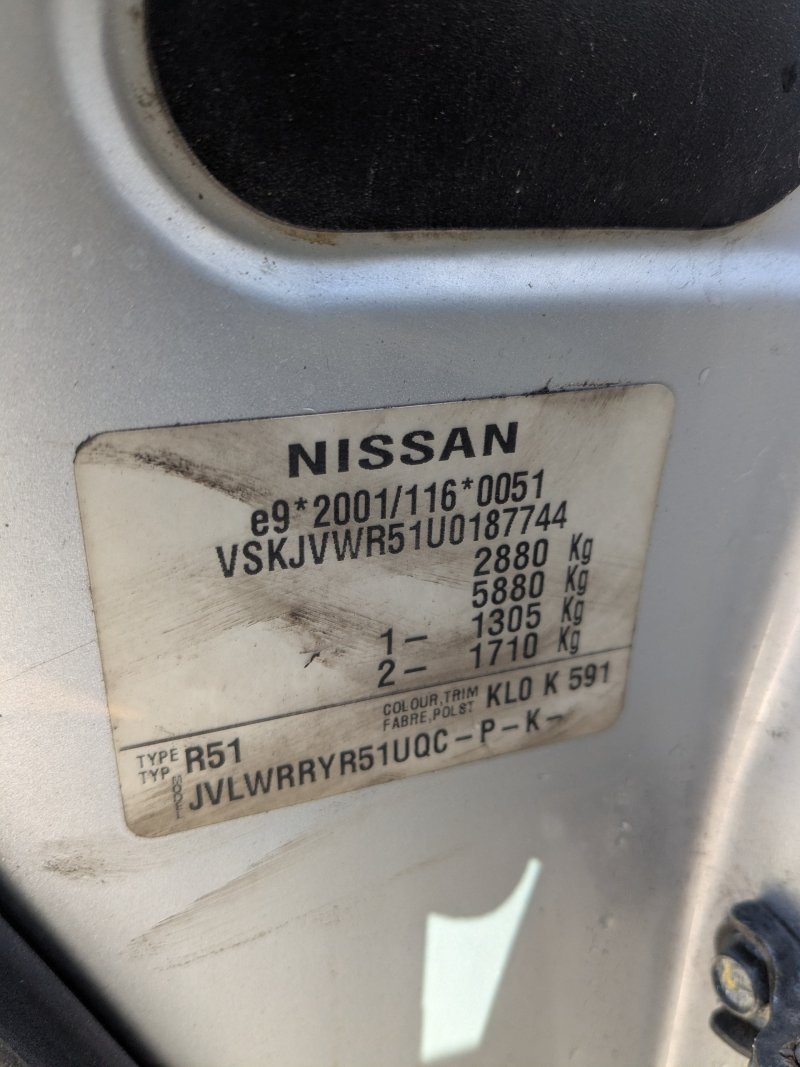 NISSAN
e9*2001/116*0051
VSKJVWR51U0187744
2880 Kg
5880 Kg
1- 1305 Kg
2- 1710 Kg
COLOUR,TRIM KL0 K 591
FABRE,POLST
TYPE R51
TYP
MODEL JVLWRRYR51UQC-P-K-